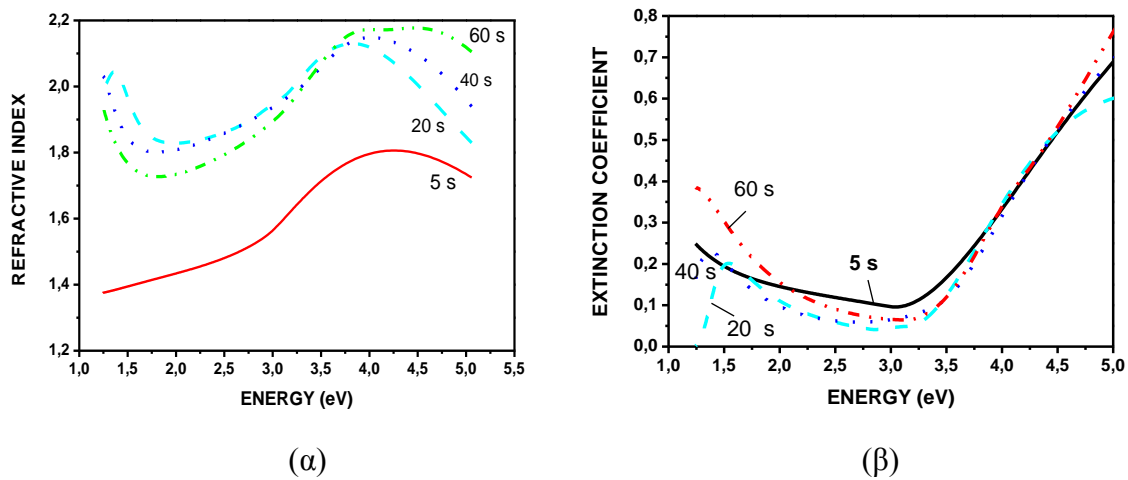 REFRACTIVE INDEX
2,2
2,0
1,8
1,6
1,4
1,2
60 s
40 s
20 s
5 s
1,0 1,5 2,0 2,5 3,0 3,5 4,0 4,5 5,0 5,5
ENERGY (eV)
(α)
EXTINCTION COEFFICIENT
0,8
0,7
0,6
0,5
0,4
0,3
0,2
0,1
0,0
60 s
5 s
40 s
20 s
1,0 1,5 2,0 2,5 3,0 3,5 4,0 4,5 5,0
ENERGY (eV)
(β)